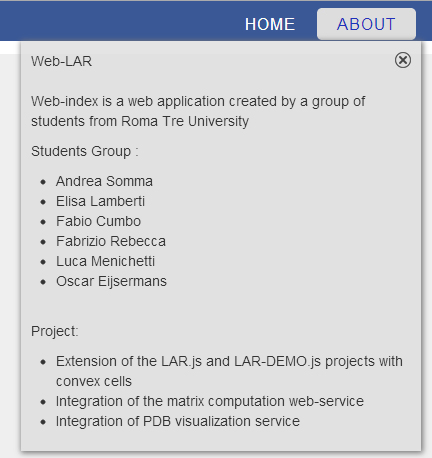 HOME
ABOUT
Web-LAR
Web-index is a web application created by a group of
students from Roma Tre University
Students Group :
Andrea Somma
Elisa Lamberti
Fabio Cumbo
Fabrizio Rebecca
Luca Menichetti
Oscar Eijsermans
Project:
Extension of the LAR.js and LAR-DEMO.js projects with
convex cells
Integration of the matrix computation web-service
Integration of PDB visualization service